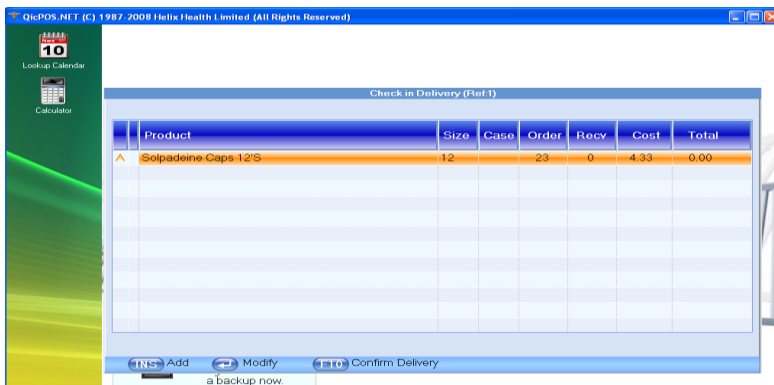 QicPOS.NET (C) 1987-2008 Helix Health Limited (All Rights Reserved)
Nov
10
Lookup Calendar
Calculator
Check in Delivery (Ref:1)
Product Size Case Order Recv Cost Total
Solpadeine Caps 12'S 12 23 0 4.33 0.00
INS Add Modify F10 Confirm Delivery
a backup now.